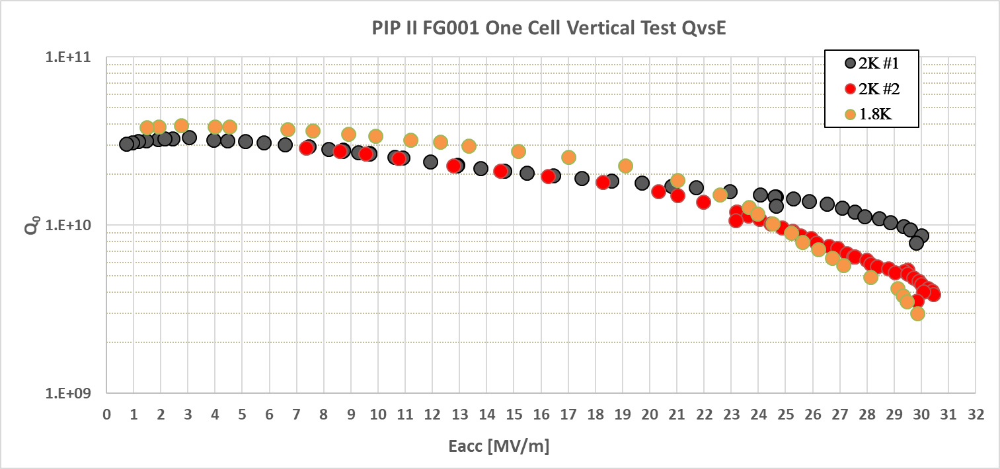 PIP II FG001 One Cell Vertical Test QvsE
1.E+11
2K #1
2K #2
1.8K
1.E+10
Q₀
1.E+09
0 1 2 3 4 5 6 7 8 9 10 11 12 13 14 15 16 17 18 19 20 21 22 23 24 25 26 27 28 29 30 31 32
Eacc [MV/m]